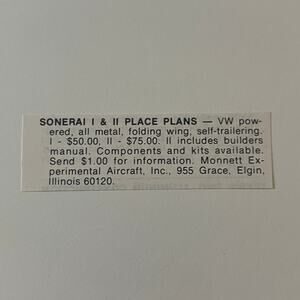 SONERAI I & II PLACE PLANS — VW pow-
ered, all metal, folding wing, self-trailering.
I - $50.00, II - $75.00. II includes builders
manual. Components and kits available.
Send $1.00 for information. Monnett Ex-
perimental Aircraft, Inc., 955 Grace, Elgin,
Illinois 60120.